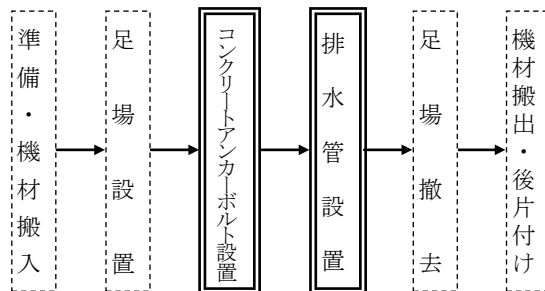 準備・機材搬入
足場設置
コンクリートアンカーボルト設置
排水管設置
足場撤去
機材搬出・後片付け